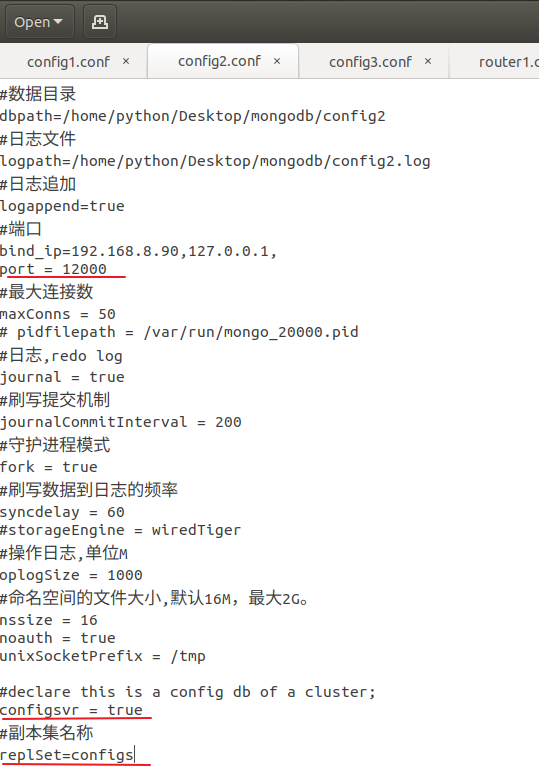 Open
config1.conf ×
config2.conf ×
config3.conf ×
router1.c
#数据目录
dbpath=/home/python/Desktop/mongodb/config2
#日志文件
logpath=/home/python/Desktop/mongodb/config2.log
#日志追加
logappend=true
#端口
bind_ip=192.168.8.90,127.0.0.1,
port = 12000
#最大连接数
maxConns = 50
# pidfilepath = /var/run/mongo_20000.pid
#日志,redo log
journal = true
#刷写提交机制
journalCommitInterval = 200
#守护进程模式
fork = true
#刷写数据到日志的频率
syncdelay = 60
#storageEngine = wiredTiger
#操作日志,单位M
oplogSize = 1000
#命名空间的文件大小,默认16M，最大2G。
nssize = 16
noauth = true
unixSocketPrefix = /tmp
#declare this is a config db of a cluster;
configsvr = true
#副本集名称
replSet=configs